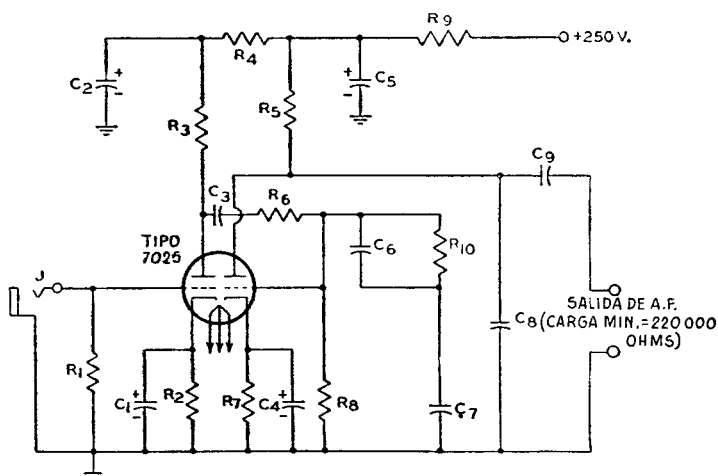 R9
+250 V.
R4
C2
+
-
+
-
C5
R3
R5
C9
C3
R6
TIPO
7025
C6
R10
J
SALIDA DE A.F.
(CARGA MIN.=220 000
OHMS)
C8
R1
C1
+
-
R2
R7
C4
+
-
R8
C7